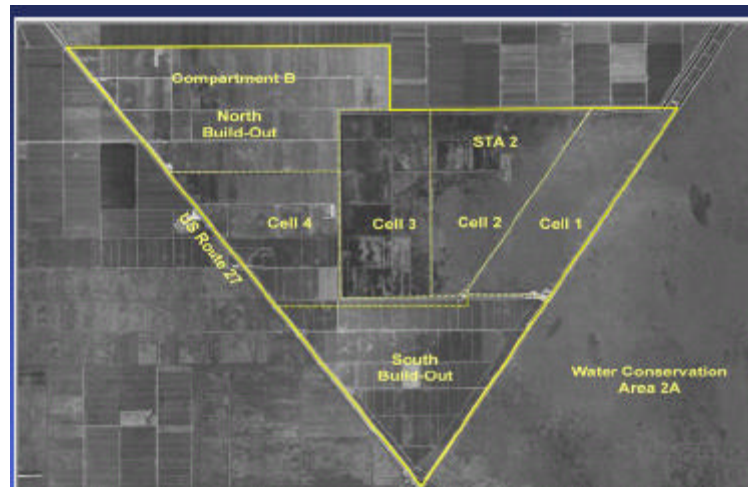 Compartment B
North
Build-Out
STA 2
US Route 27
Cell 4
Cell 3
Cell 2
Cell 1
South
Build-Out
Water Conservation
Area 2A